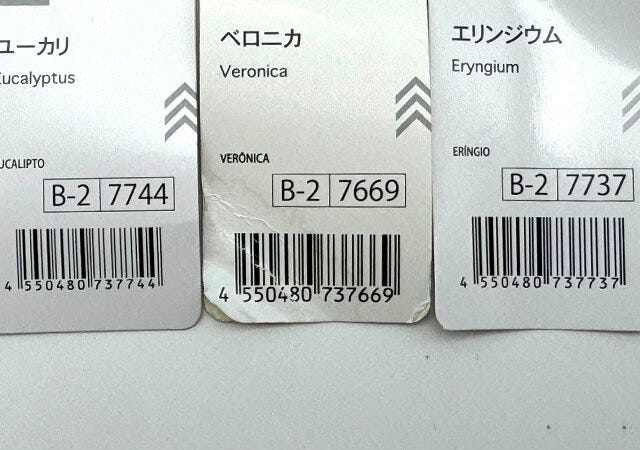 ユーカリ
Eucalyptus
UCALIPTO
B-2 7744
4 550480 737744
ベロニカ
Veronica
VERÔNICA
B-2 7669
4 550480 737669
エリンジウム
Eryngium
ERÍNGIO
B-2 7737
4 550480 737737